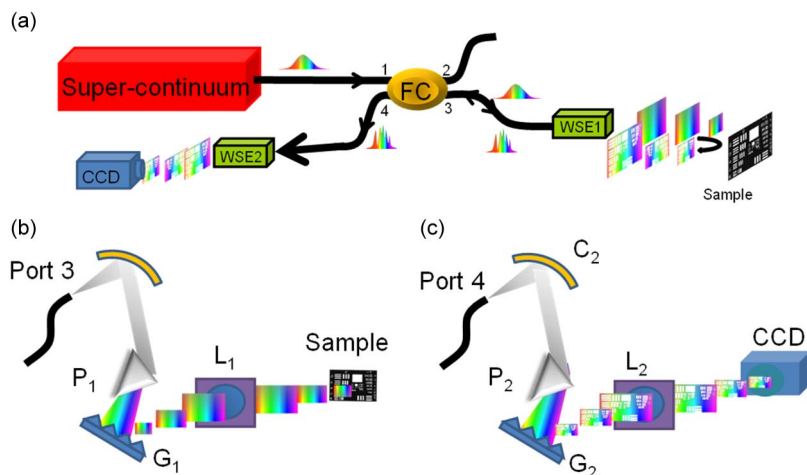 (a)
Super-continuum
1
2
FC
4
3
WSE1
WSE2
CCD
Sample
(b)
Port 3
P1
L1
Sample
G1
(c)
C2
Port 4
CCD
P2
L2
G2